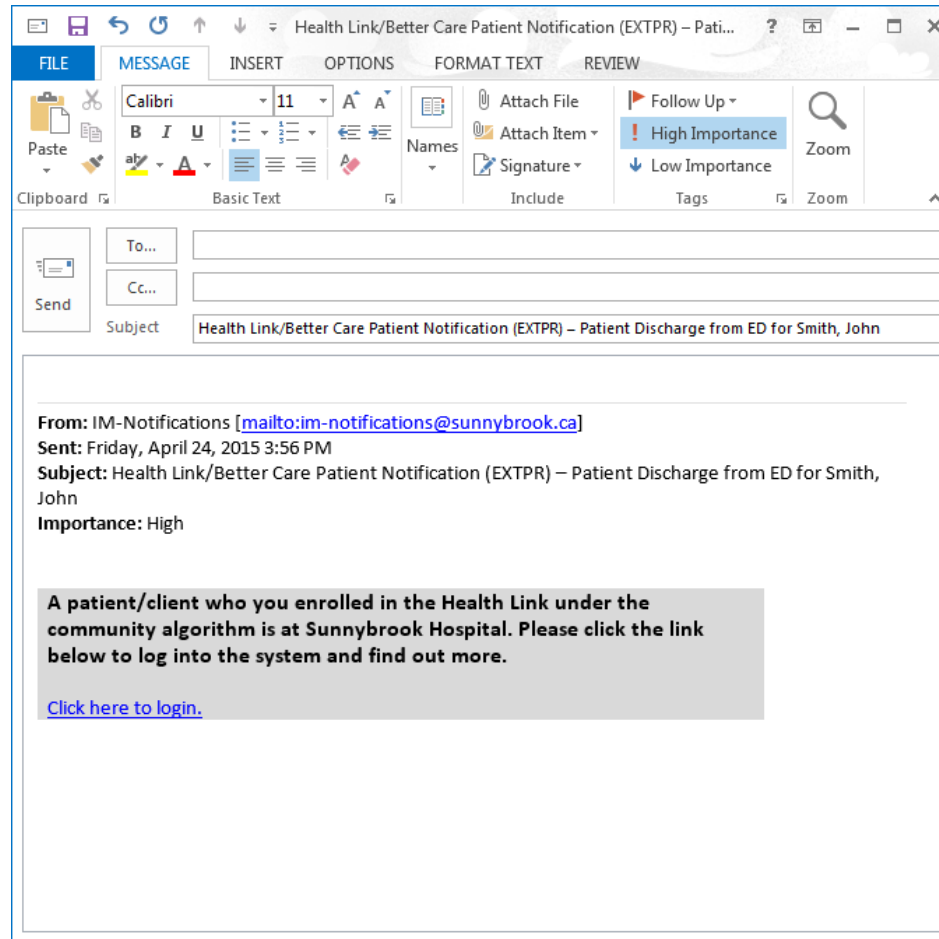 Health Link/Better Care Patient Notification (EXTPR) – Pati... ?
FILE MESSAGE INSERT OPTIONS FORMAT TEXT REVIEW
Calibri 11 A A Attach File Follow Up
B I U Attach Item ! High Importance
Paste Names Zoom
aby A Signature Low Importance
Clipboard Basic Text Include Tags Zoom
To...
Cc...
Send
Subject Health Link/Better Care Patient Notification (EXTPR) – Patient Discharge from ED for Smith, John
From: IM-Notifications [mailto:im-notifications@sunnybrook.ca]
Sent: Friday, April 24, 2015 3:56 PM
Subject: Health Link/Better Care Patient Notification (EXTPR) – Patient Discharge from ED for Smith,
John
Importance: High
A patient/client who you enrolled in the Health Link under the
community algorithm is at Sunnybrook Hospital. Please click the link
below to log into the system and find out more.
Click here to login.